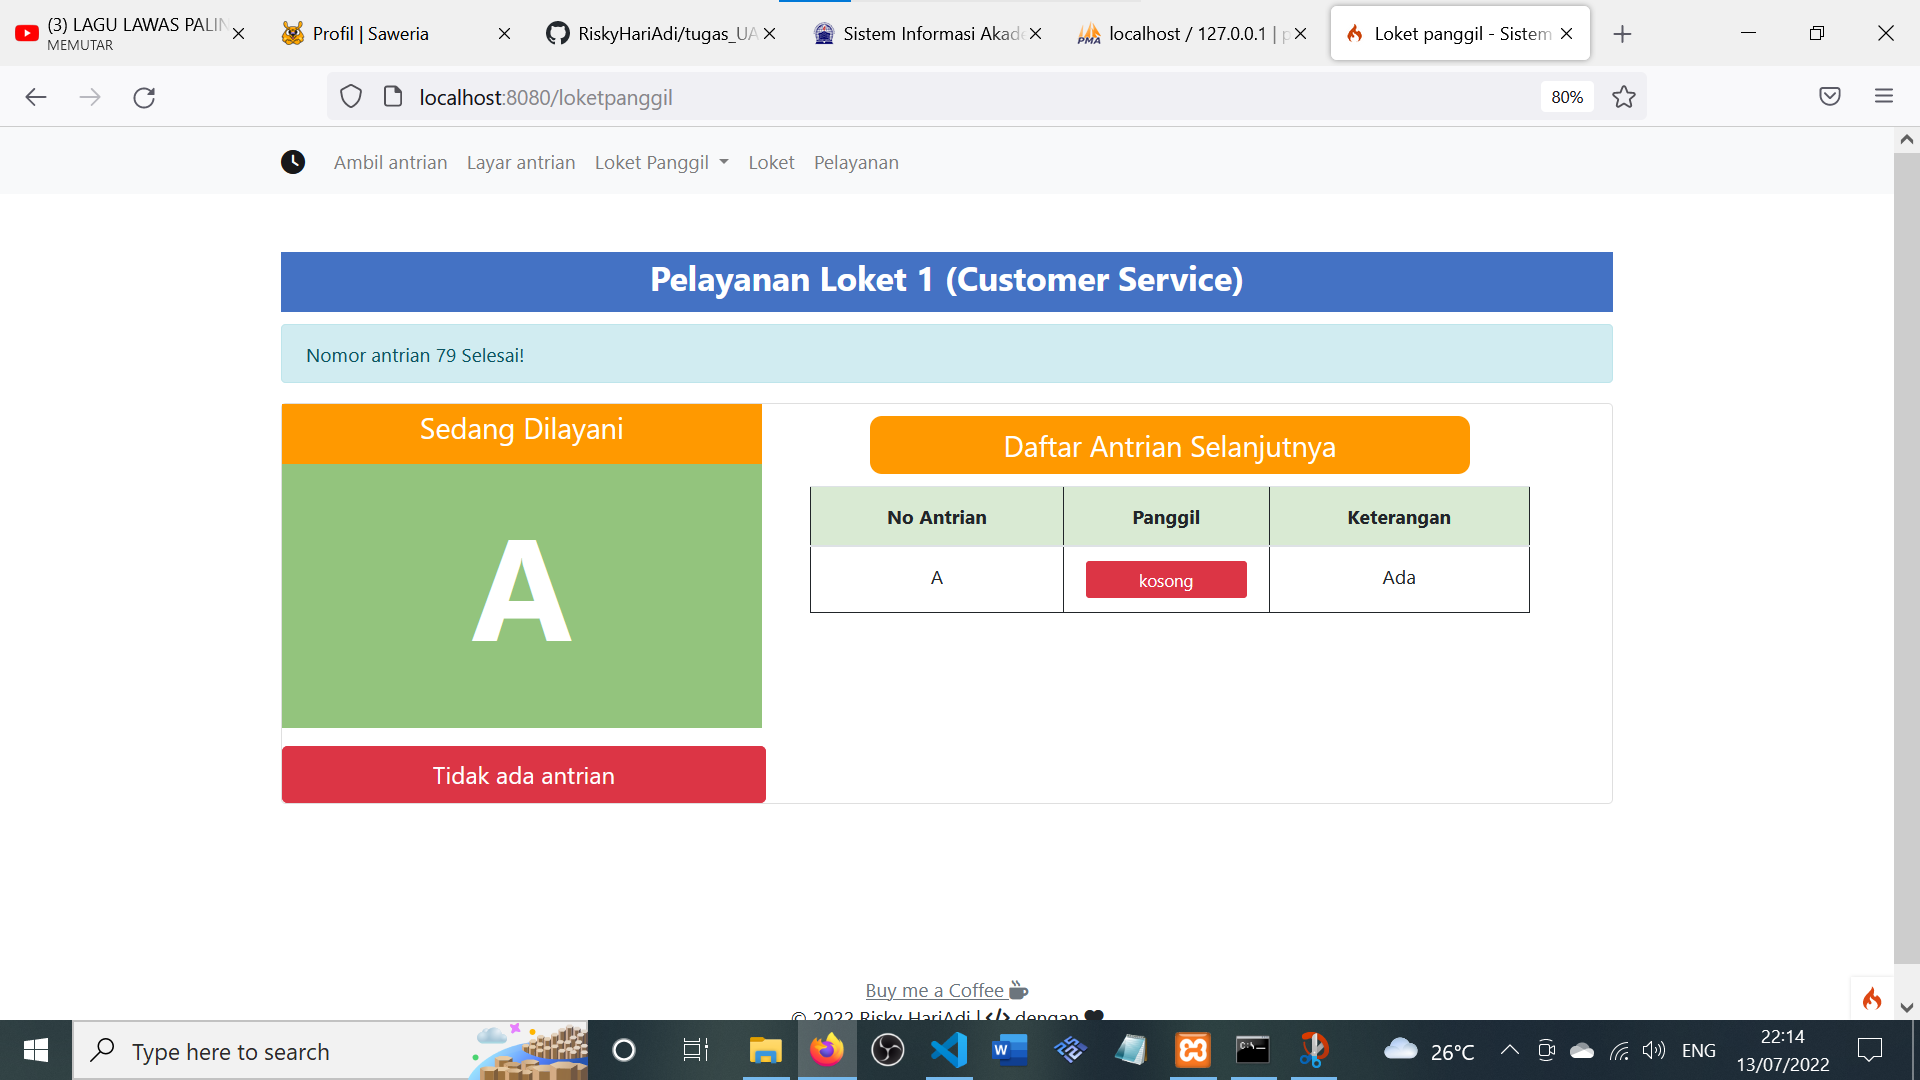 (3) LAGU LAWAS PALIN
MEMUTAR
Profil | Saweria
RiskyHariAdi/tugas_UA
Sistem Informasi Akade
localhost / 127.0.0.1 | p
Loket panggil - Sistem
localhost:8080/loketpanggil
80%
Ambil antrian
Layar antrian
Loket Panggil
Loket
Pelayanan
Pelayanan Loket 1 (Customer Service)
Nomor antrian 79 Selesai!
Sedang Dilayani
A
Tidak ada antrian
Daftar Antrian Selanjutnya
No Antrian Panggil Keterangan
A kosong Ada
Buy me a Coffee
© 2022 Risky HariAdi | </> dengan
Type here to search
26°C
ENG
22:14
13/07/2022